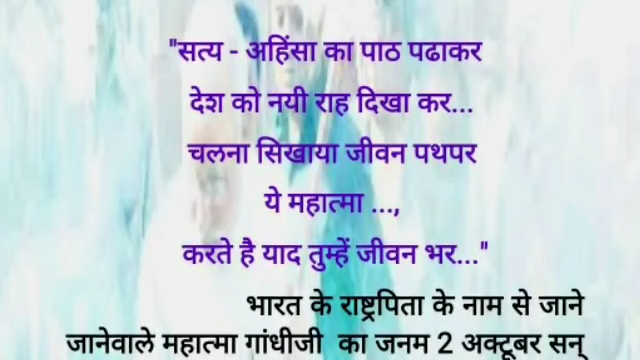 "सत्य - अहिंसा का पाठ पढाकर
देश को नयी राह दिखा कर...
चलना सिखाया जीवन पथपर
ये महात्मा ...,
करते है याद तुम्हें जीवन भर..."
भारत के राष्ट्रपिता के नाम से जाने
जानेवाले महात्मा गांधीजी का जनम 2 अक्टूबर सन्